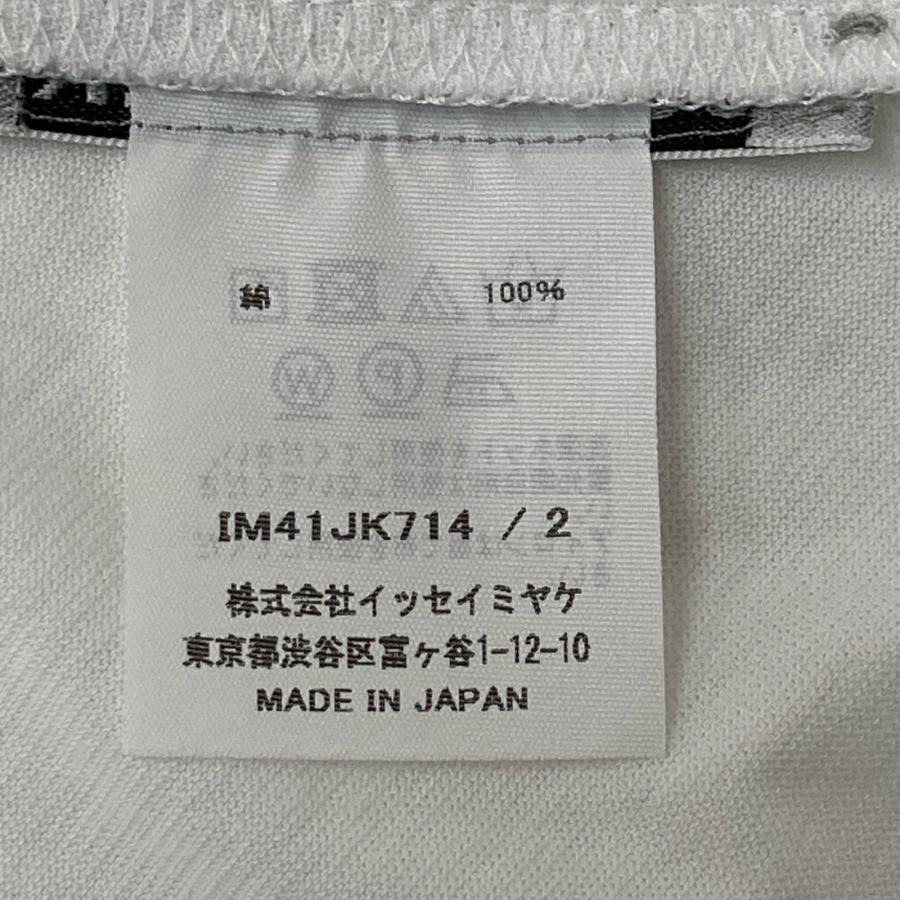 綿 100%
IM41JK714 / 2
株式会社イッセイミヤケ
東京都渋谷区富ヶ谷1-12-10
MADE IN JAPAN